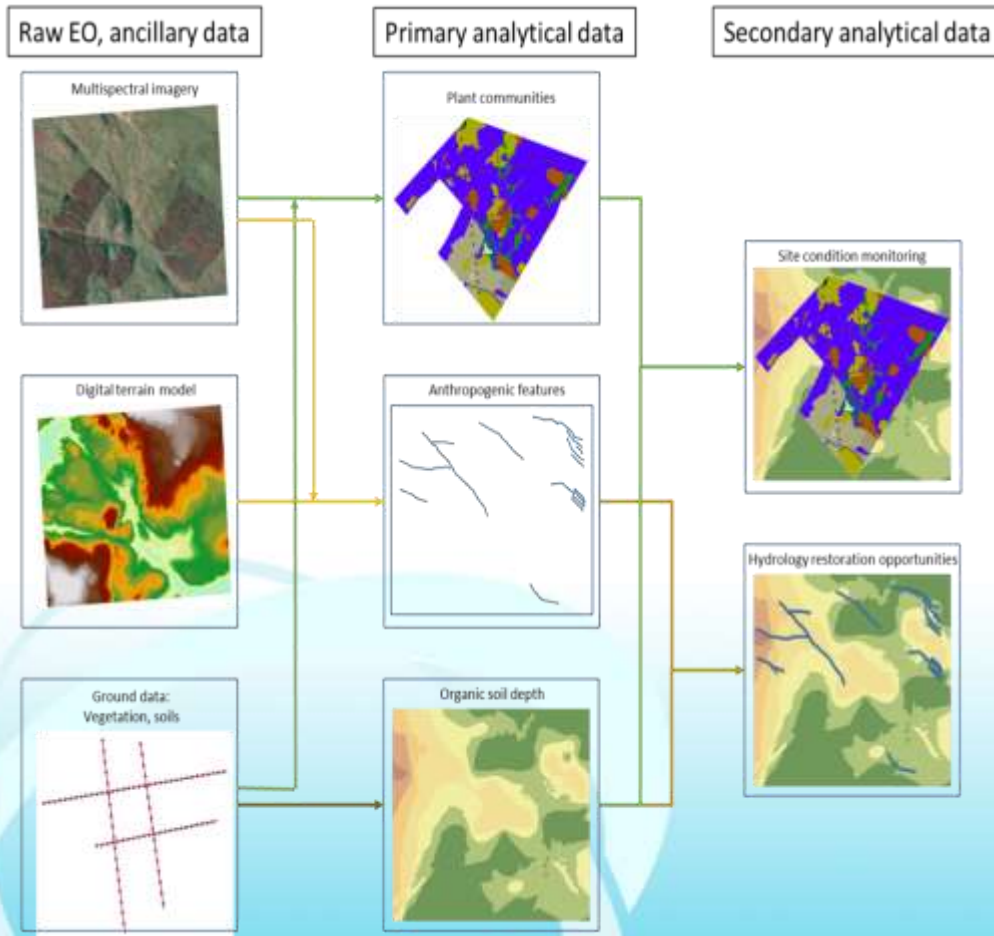 Raw EO, ancillary data
Primary analytical data
Secondary analytical data
Multispectral imagery
Plant communities
Site condition monitoring
Digital terrain model
Anthropogenic features
Hydrology restoration opportunities
Ground data:
Vegetation, soils
Organic soil depth